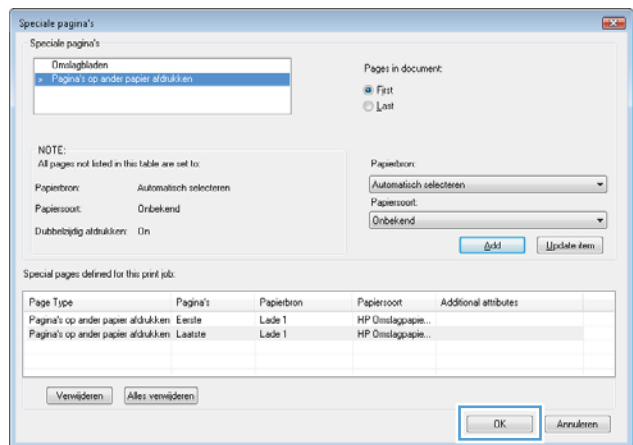 Speciale pagina's
Speciale pagina's
Omslagbladen
» Pagina's op ander papier afdrukken
Pages in document:
First
Last
NOTE:
All pages not listed in this table are set to:
Papierbron: Automatisch selecteren
Papiersoort: Onbekend
Dubbelzijdig afdrukken: On
Papierbron:
Automatisch selecteren
Papiersoort:
Onbekend
Add Update item
Special pages defined for this print job:
Page Type Pagina's Papierbron Papiersoort Additional attributes
Pagina's op ander papier afdrukken Eerste Lade 1 HP Omslagpapie...
Pagina's op ander papier afdrukken Laatste Lade 1 HP Omslagpapie...
Verwijderen Alles verwijderen
OK Annuleren